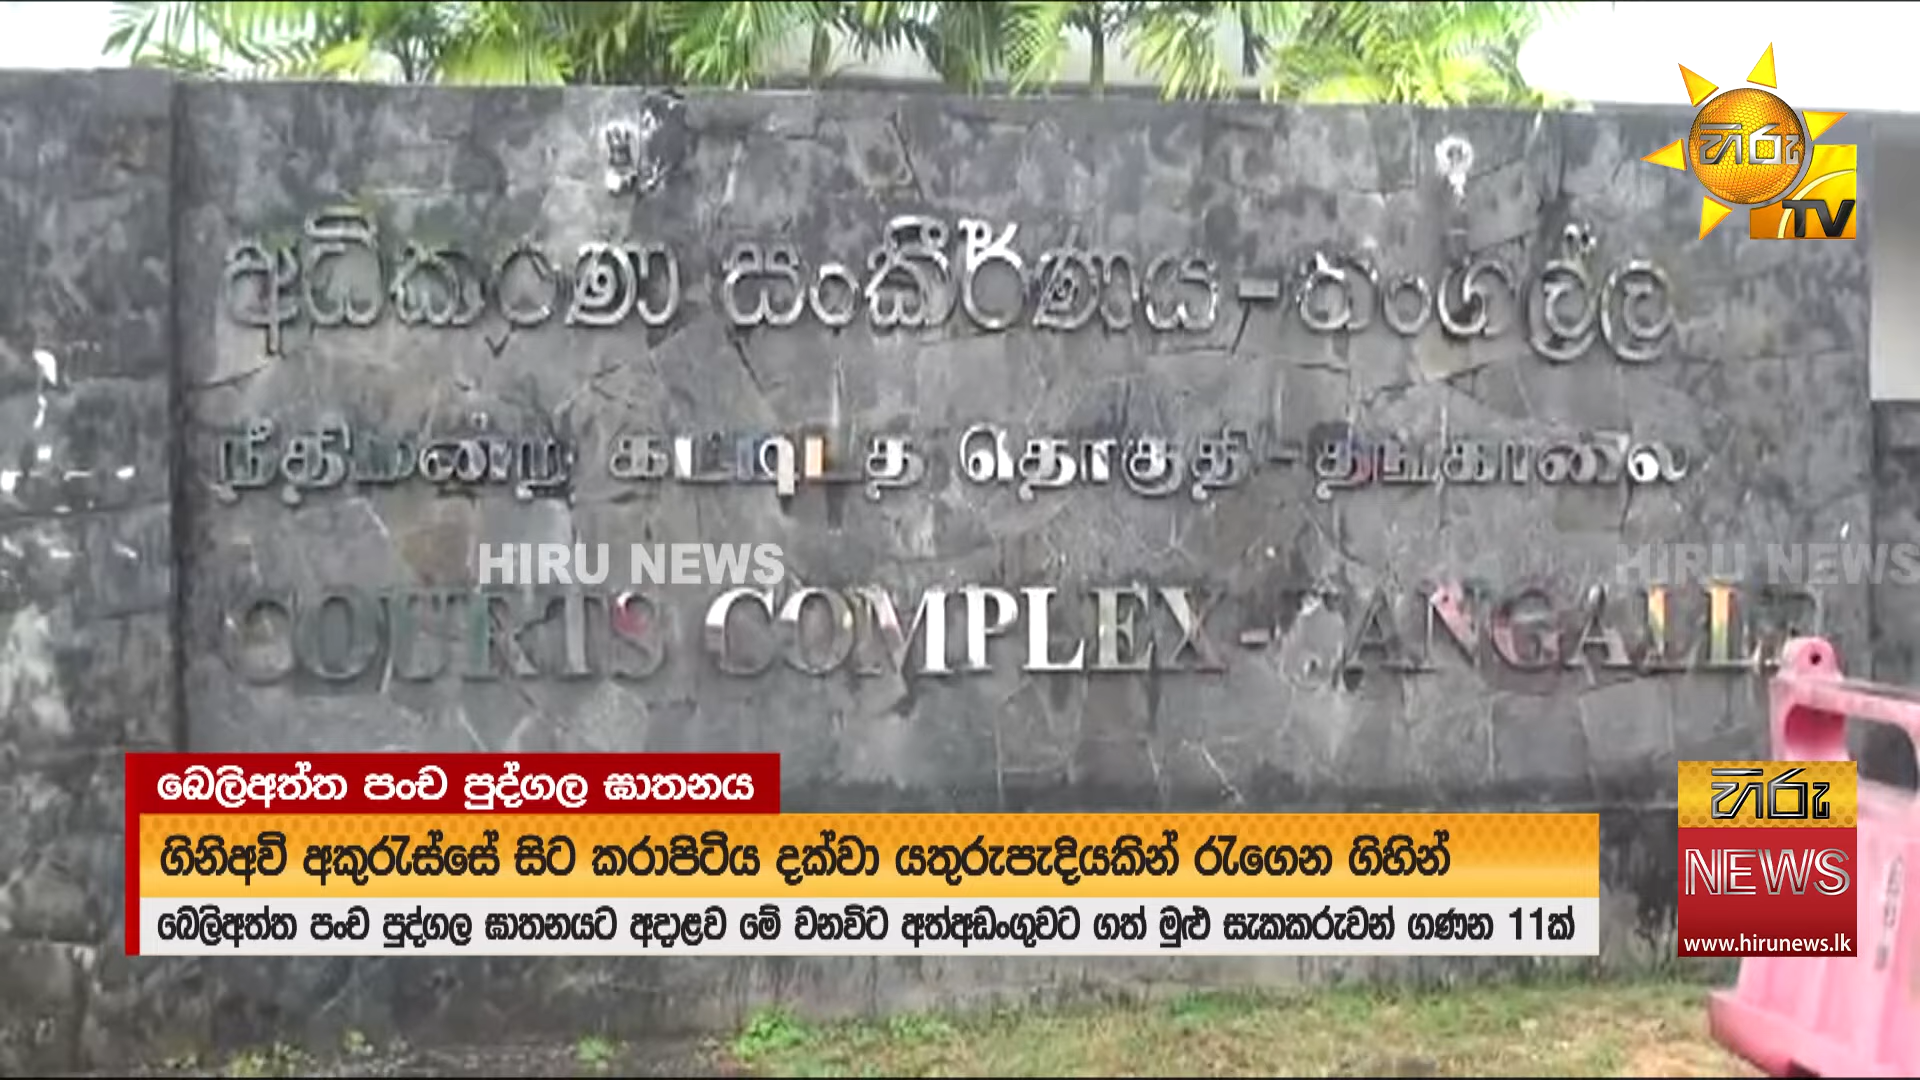 හිරු
TV
අධිකරණ සංකීර්ණය - තංගල්ල
நீதிமன்ற கட்டிடத் தொகுதி - தங்காலை
HIRU NEWS
HIRU NEWS
COURTS COMPLEX - TANGALLE
බෙලිඅත්ත පංච පුද්ගල ඝාතනය
ගිනිඅවි අකුරැස්සේ සිට කරාපිටිය දක්වා යතුරුපැදියකින් රැගෙන ගිහින්
බෙලිඅත්ත පංච පුද්ගල ඝාතනයට අදාළව මේ වනවිට අත්අඩංගුවට ගත් මුළු සැකකරුවන් ගණන 11ක්
හිරු
NEWS
www.hirunews.lk